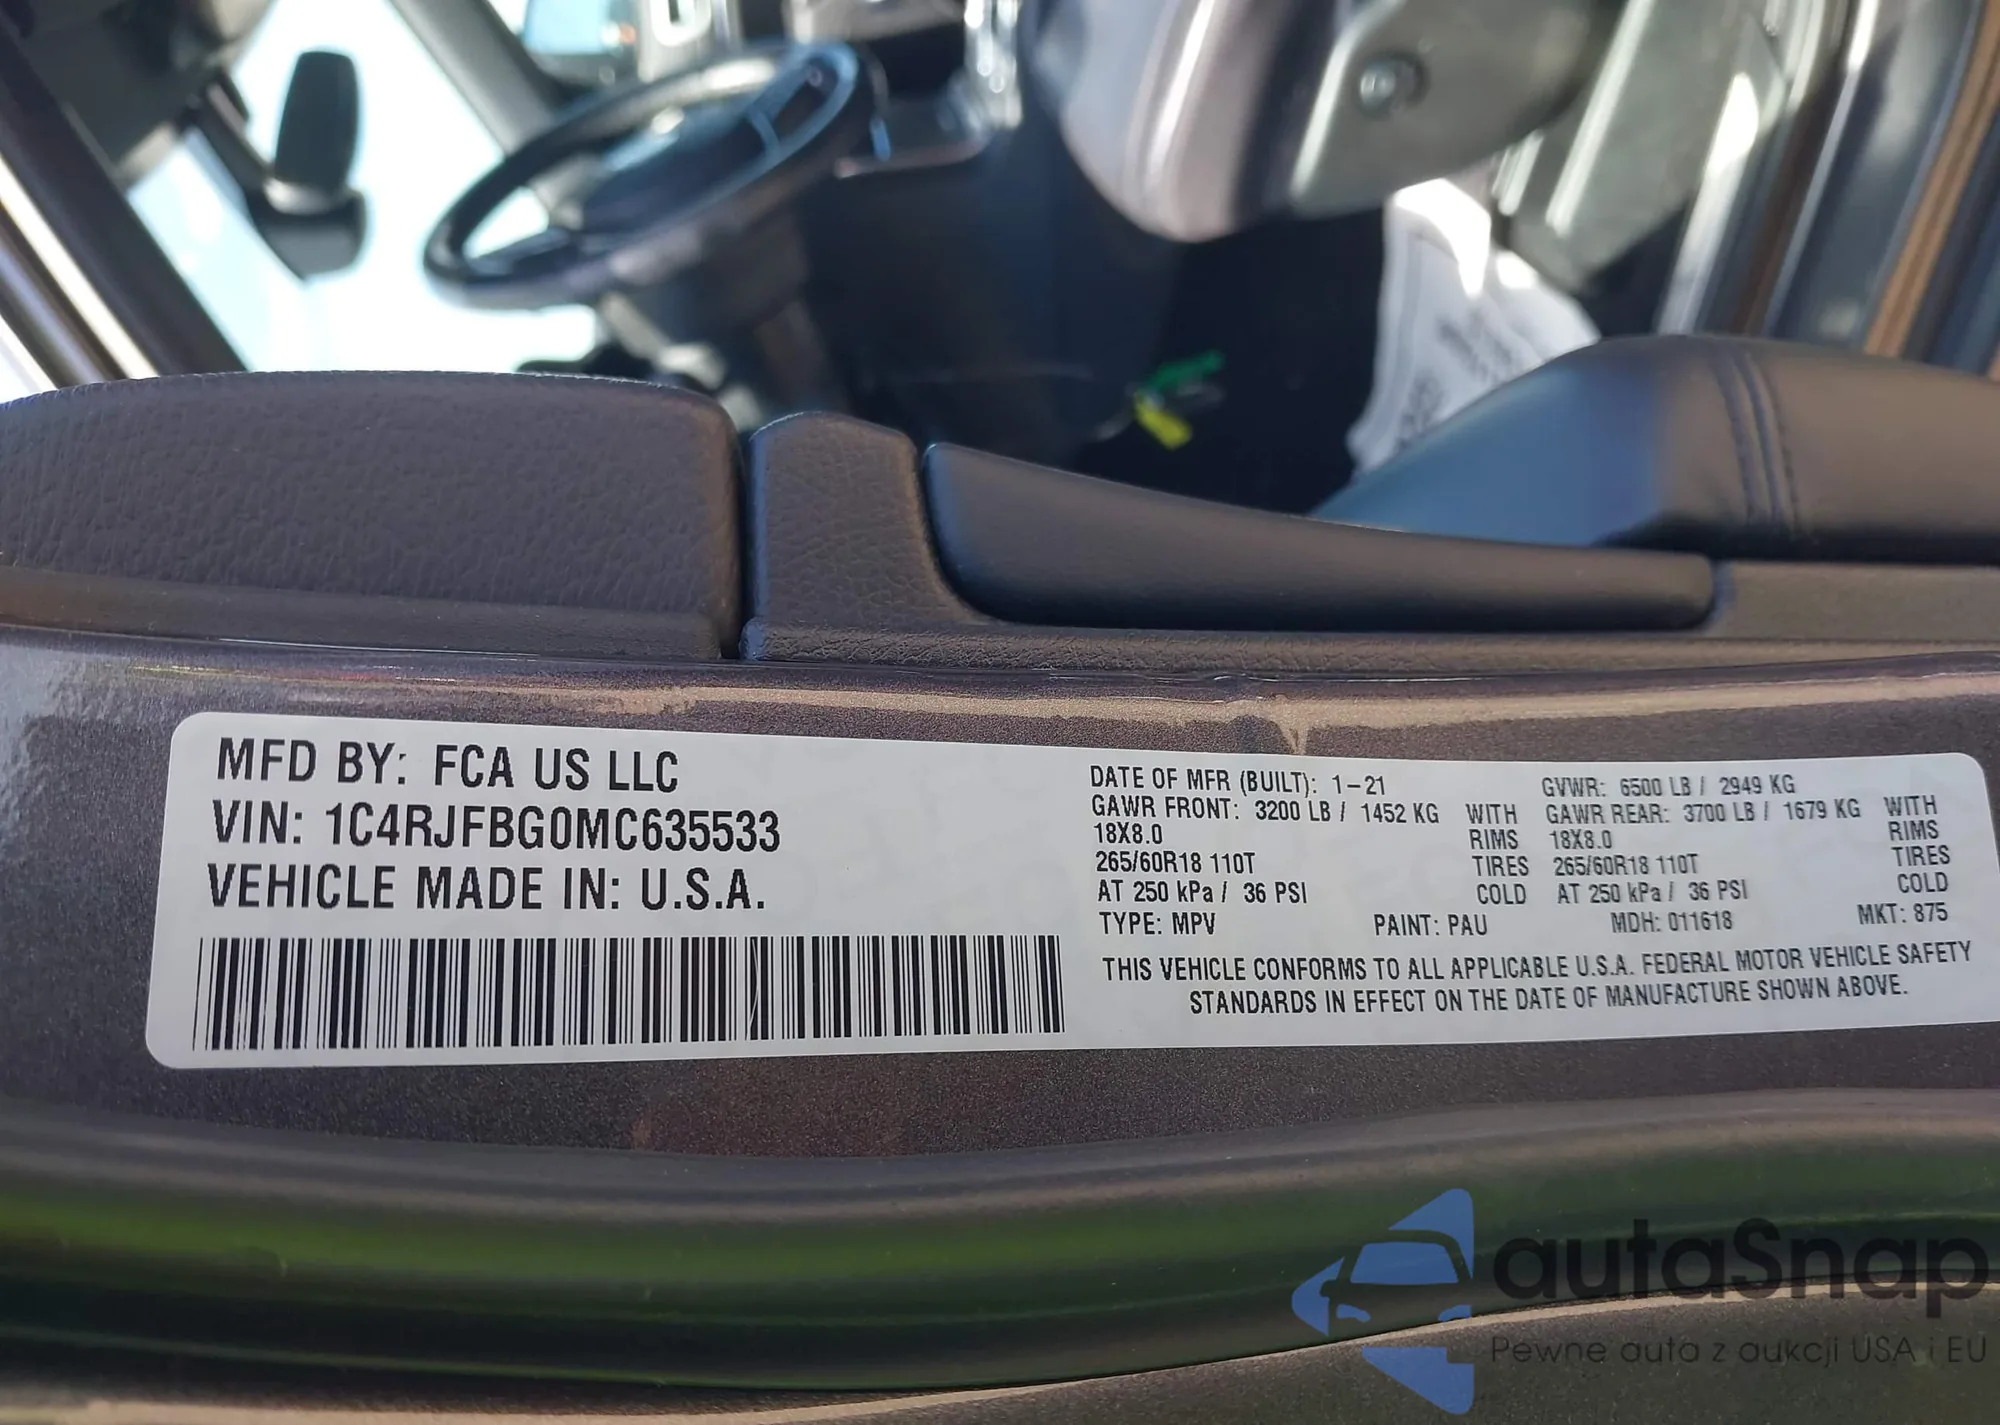 MFD BY: FCA US LLC
VIN: 1C4RJFBG0MC635533
VEHICLE MADE IN: U.S.A.
DATE OF MFR (BUILT): 1-21 GVWR: 6500 LB / 2949 KG
GAWR FRONT: 3200 LB / 1452 KG WITH GAWR REAR: 3700 LB / 1679 KG WITH
18X8.0 RIMS 18X8.0 RIMS
265/60R18 110T TIRES 265/60R18 110T TIRES
AT 250 kPa / 36 PSI COLD AT 250 kPa / 36 PSI COLD
TYPE: MPV PAINT: PAU MDH: 011618 MKT: 875
THIS VEHICLE CONFORMS TO ALL APPLICABLE U.S.A. FEDERAL MOTOR VEHICLE SAFETY
STANDARDS IN EFFECT ON THE DATE OF MANUFACTURE SHOWN ABOVE.
autaSnap
Pewne auta z aukcji USA i EU